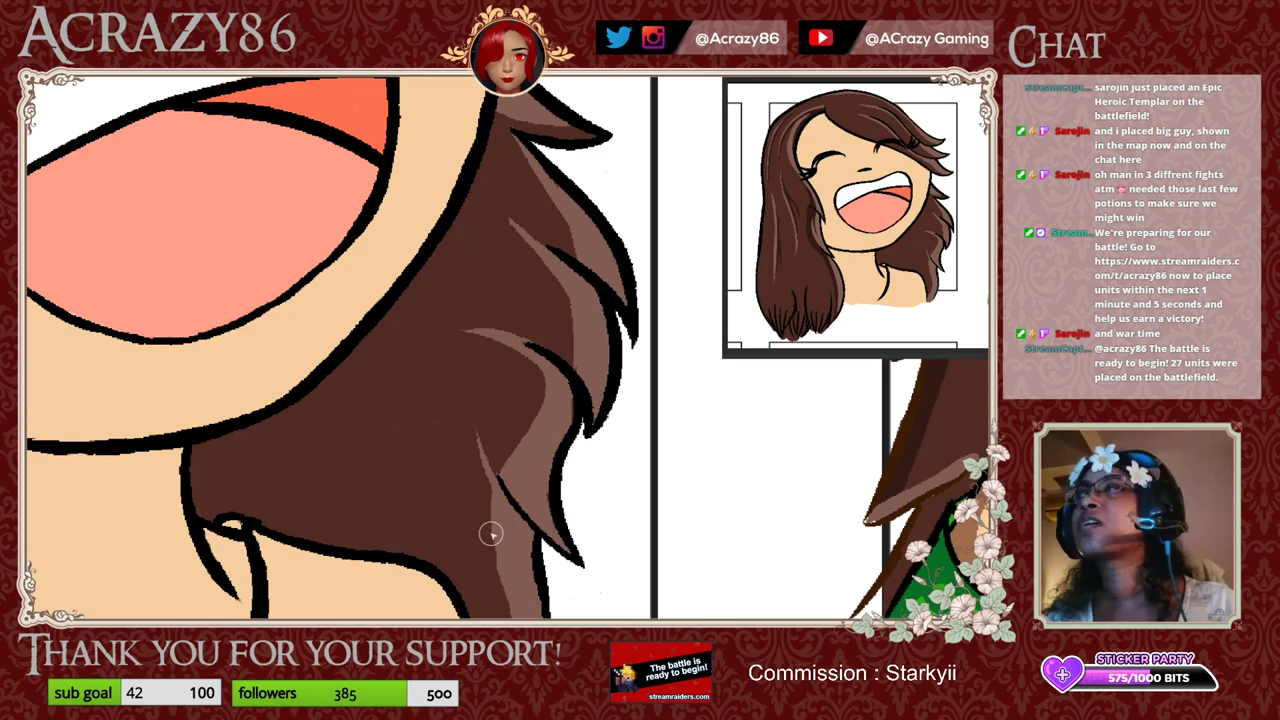 ACRAZY86
@Acrazy86
@ACrazy Gaming
CHAT
StreamCapt... sarojin just placed an Epic
Heroic Templar on the
battlefield!
Sarojin and i placed big guy, shown
in the map now and on the
chat here
Sarojin oh man in 3 diffrent fights
atm needed those last few
potions to make sure we
might win
Stream... We're preparing for our
battle! Go to
https://www.streamraiders.c
om/t/acrazy86 now to place
units within the next 1
minute and 5 seconds and
help us earn a victory!
Sarojin and war time
StreamCapt... @acrazy86 The battle is
ready to begin! 27 units were
placed on the battlefield.
THANK YOU FOR YOUR SUPPORT!
sub goal 42 100
followers 385 500
The battle is
ready to begin!
streamraiders.com
Commission : Starkyii
STICKER PARTY
575/1000 BITS